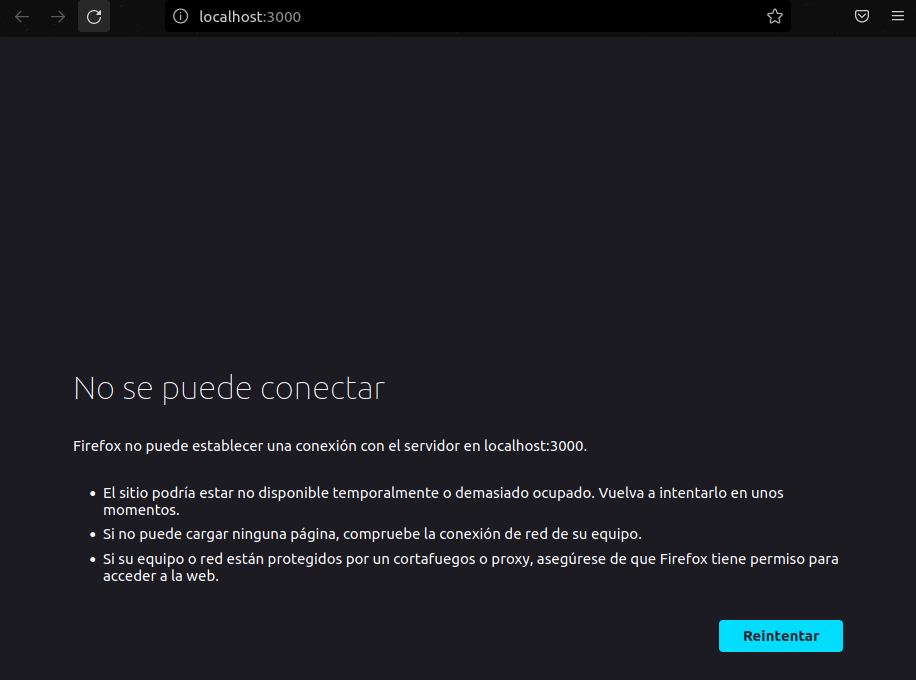 localhost:3000
No se puede conectar
Firefox no puede establecer una conexión con el servidor en localhost:3000.
• El sitio podría estar no disponible temporalmente o demasiado ocupado. Vuelva a intentarlo en unos
momentos.
• Si no puede cargar ninguna página, compruebe la conexión de red de su equipo.
• Si su equipo o red están protegidos por un cortafuegos o proxy, asegúrese de que Firefox tiene permiso para
acceder a la web.
Reintentar